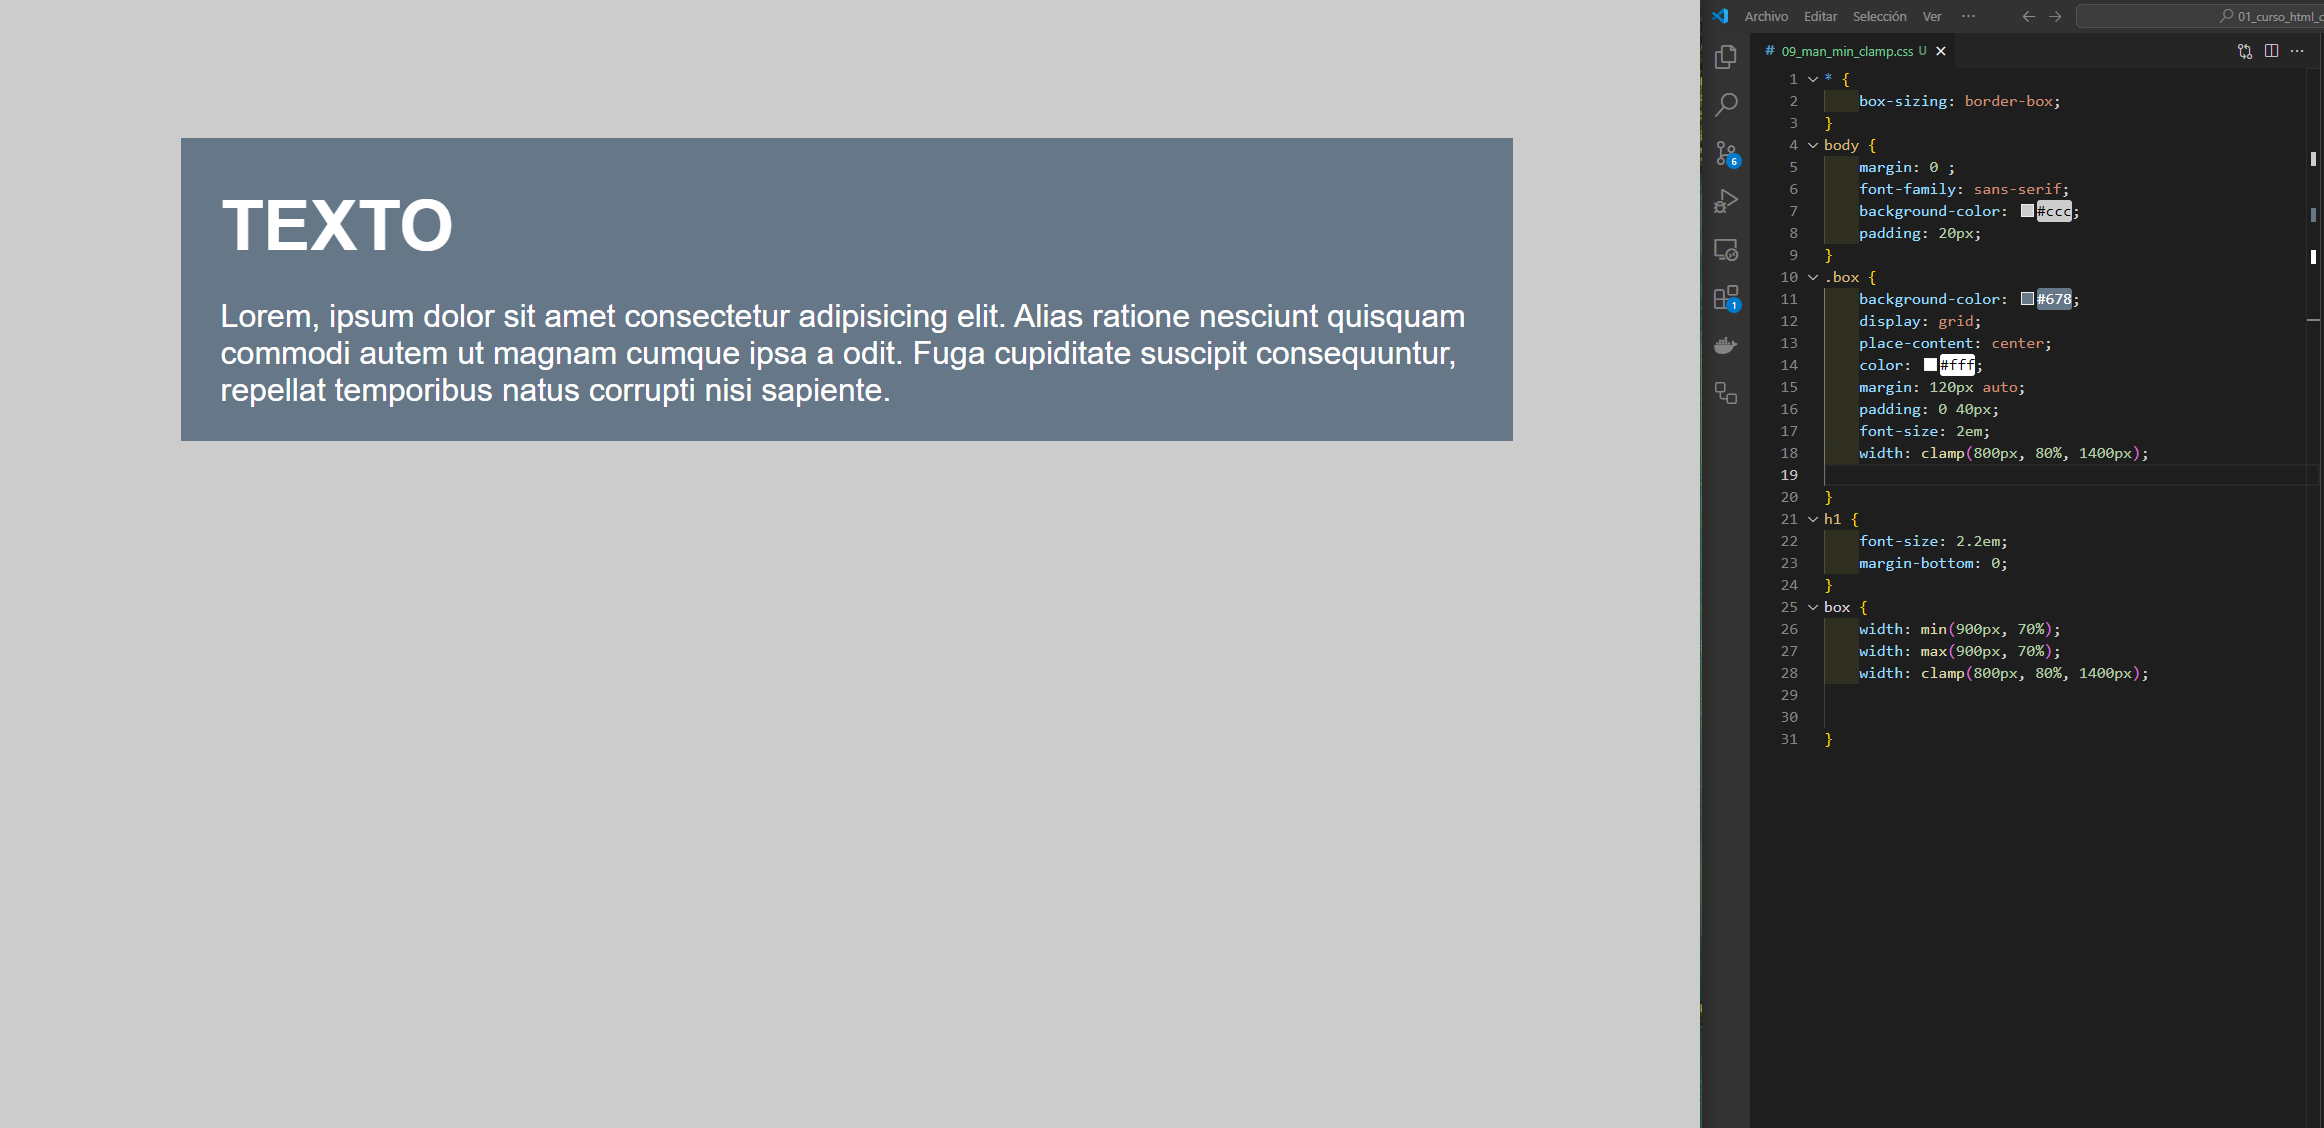 TEXTO
Lorem, ipsum dolor sit amet consectetur adipisicing elit. Alias ratione nesciunt quisquam
commodi autem ut magnam cumque ipsa a odit. Fuga cupiditate suscipit consequuntur,
repellat temporibus natus corrupti nisi sapiente.
Archivo Editar Selección Ver ··· 01_curso_html_c
# 09_man_min_clamp.css U
1 * {
2 box-sizing: border-box;
3 }
4 body {
5 margin: 0 ;
6 font-family: sans-serif;
7 background-color: #ccc;
8 padding: 20px;
9 }
10 .box {
11 background-color: #678;
12 display: grid;
13 place-content: center;
14 color: #fff;
15 margin: 120px auto;
16 padding: 0 40px;
17 font-size: 2em;
18 width: clamp(800px, 80%, 1400px);
19
20 }
21 h1 {
22 font-size: 2.2em;
23 margin-bottom: 0;
24 }
25 box {
26 width: min(900px, 70%);
27 width: max(900px, 70%);
28 width: clamp(800px, 80%, 1400px);
29
30
31 }
6
1